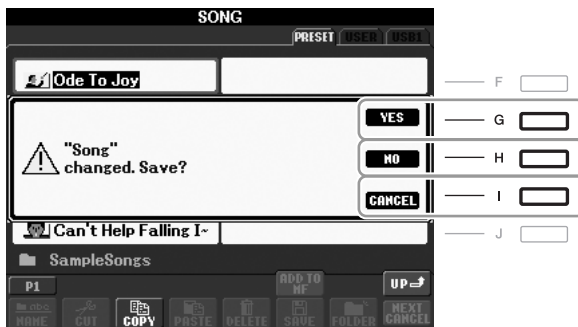 SONG
PRESET USER USB1
Ode To Joy
F
YES
G
"Song"
changed. Save?
NO
H
CANCEL
I
Can't Help Falling I~
J
SampleSongs
P1
ADD TO
MF
UP
NAME CUT COPY PASTE DELETE SAVE FOLDER NEXT
CANCEL